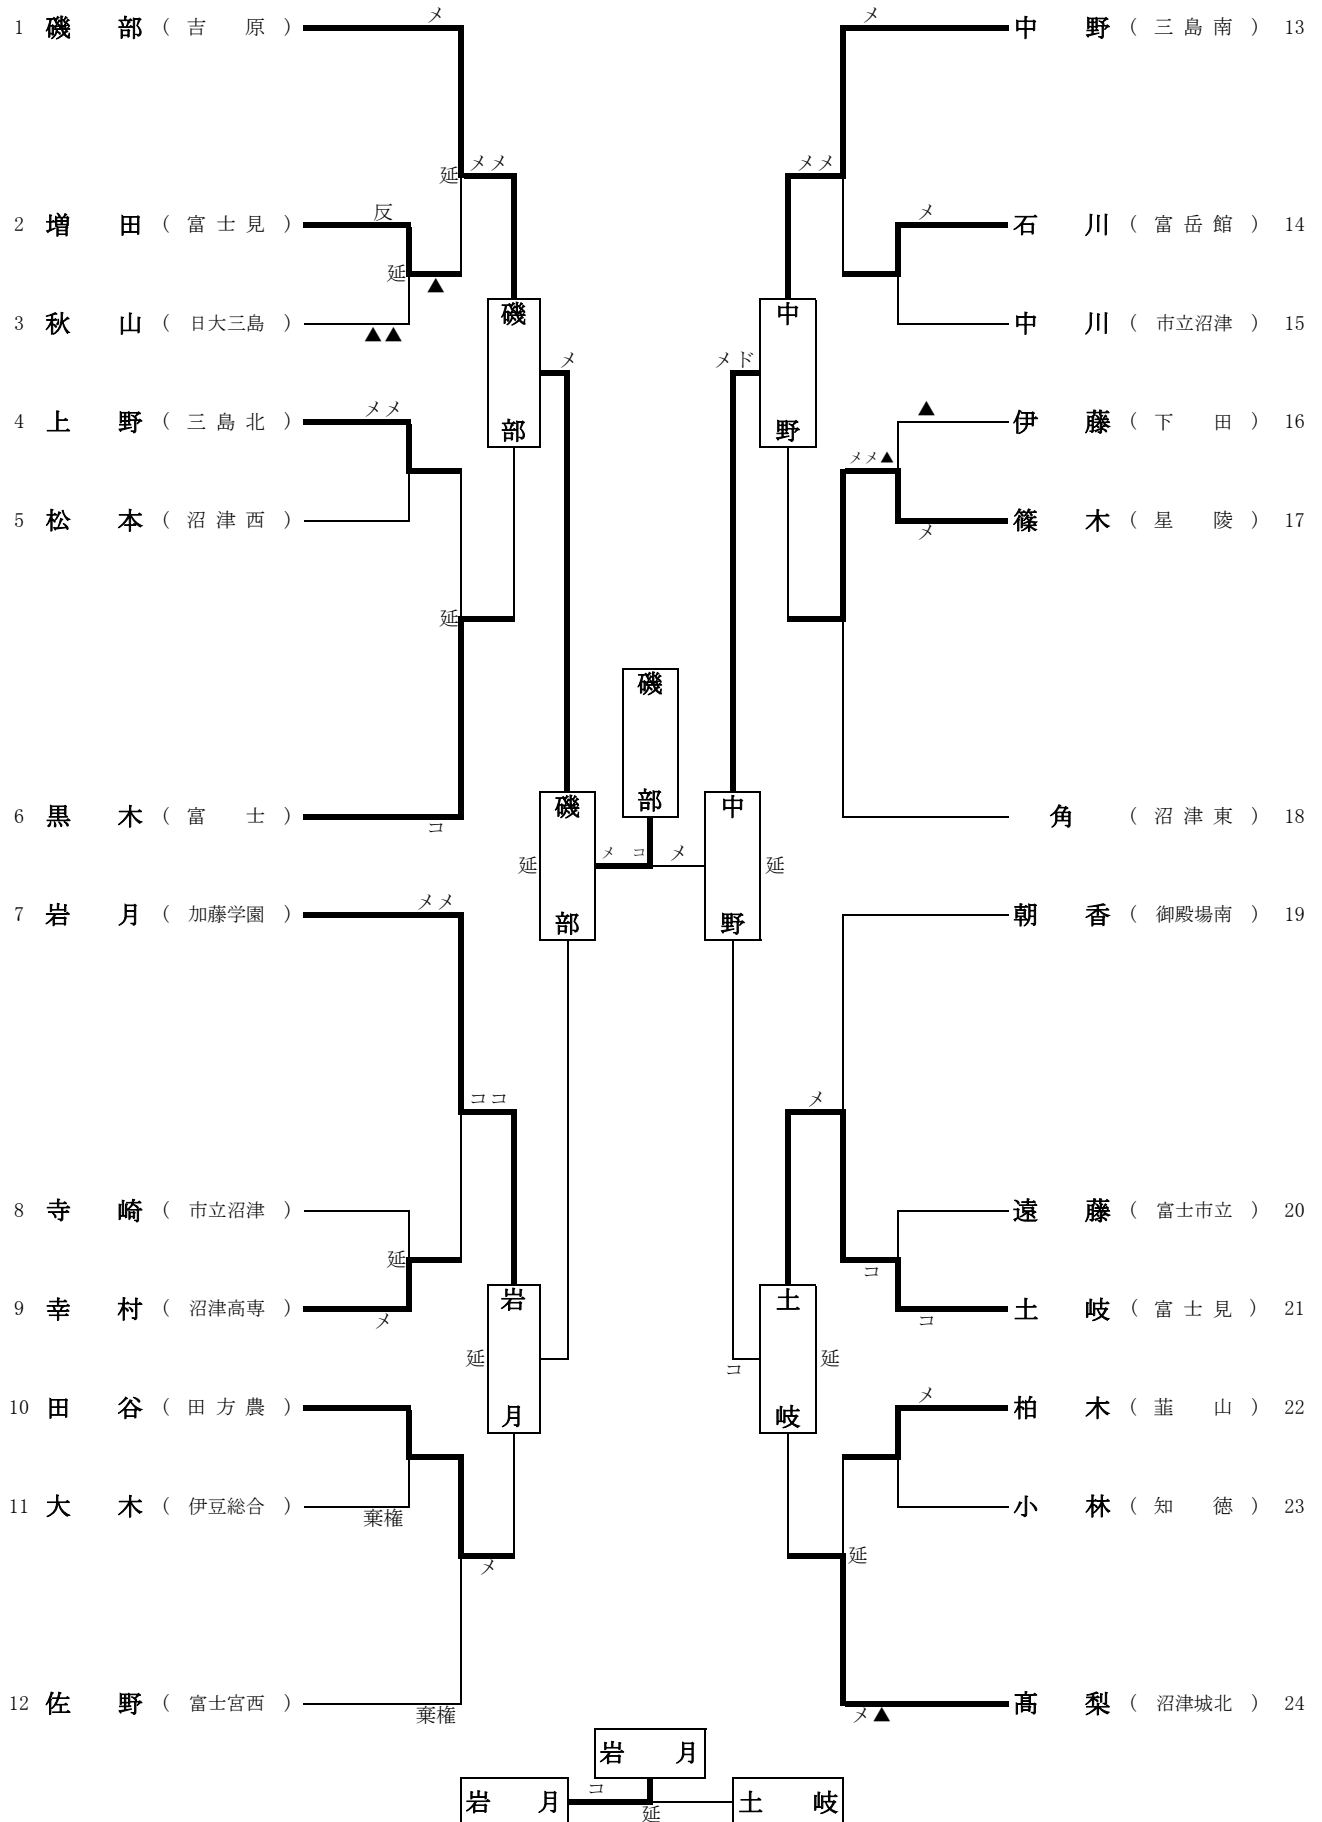 メ メ
1 磯 部 ( 吉 原 ) 中 野 ( 三 島 南 ) 13
延 メメ メメ
反 メ
2 増 田 ( 富 士 見 ) 石 川 ( 富 岳 館 ) 14
延 ▲
3 秋 山 ( 日大三島 ) 磯部 中野 中 川 ( 市立沼津 ) 15
▲▲
メ メド
メメ ▲
4 上 野 ( 三 島 北 ) 伊 藤 ( 下 田 ) 16
メメ▲
5 松 本 ( 沼 津 西 ) 篠 木 ( 星 陵 ) 17
メ
延
磯部
6 黒 木 ( 富 士 ) 磯部 中野 角 ( 沼 津 東 ) 18
コ
延 メ コ メ 延
メメ
7 岩 月 ( 加藤学園 ) 朝 香 ( 御殿場南 ) 19
ココ メ
8 寺 崎 ( 市立沼津 ) 遠 藤 ( 富士市立 ) 20
延 コ
9 幸 村 ( 沼津高専 ) 岩月 土岐 土 岐 ( 富 士 見 ) 21
メ コ
延 コ 延
メ
10 田 谷 ( 田 方 農 ) 柏 木 ( 韮 山 ) 22
11 大 木 ( 伊豆総合 ) 小 林 ( 知 徳 ) 23
棄権
メ 延
12 佐 野 ( 富士宮西 ) 髙 梨 ( 沼津城北 ) 24
棄権 メ▲
岩 月
コ
岩 月 延 土 岐